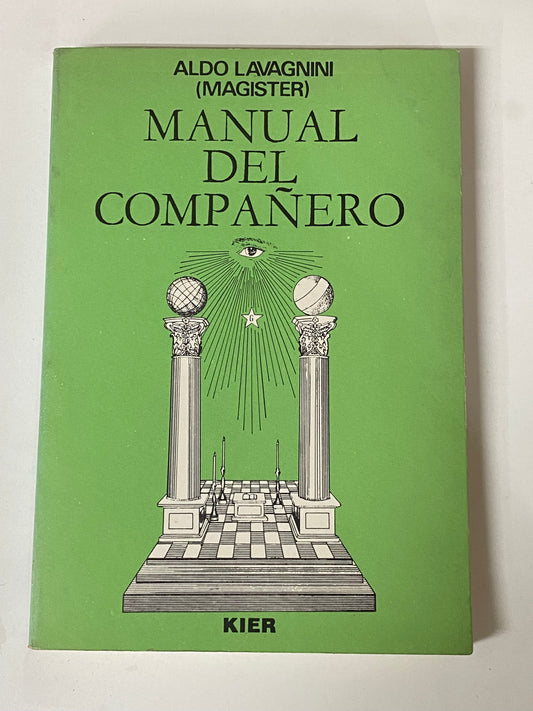 ALDO LAVAGNINI
(MAGISTER)
MANUAL
DEL
COMPAÑERO
G
KIER